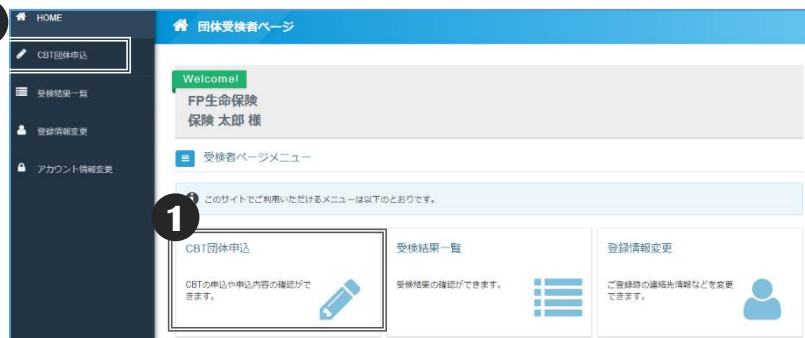 HOME
団体受検者ページ
CBT団体申込
受検結果一覧
登録情報変更
アカウント情報変更
Welcome!
FP生命保険
保険 太郎 様
受検者ページメニュー
このサイトでご利用いただけるメニューは以下のとおりです。
1
CBT団体申込
CBTの申込や申込内容の確認がで
きます。
受検結果一覧
受検結果の確認ができます。
登録情報変更
ご登録時の連絡先情報などを変更
できます。